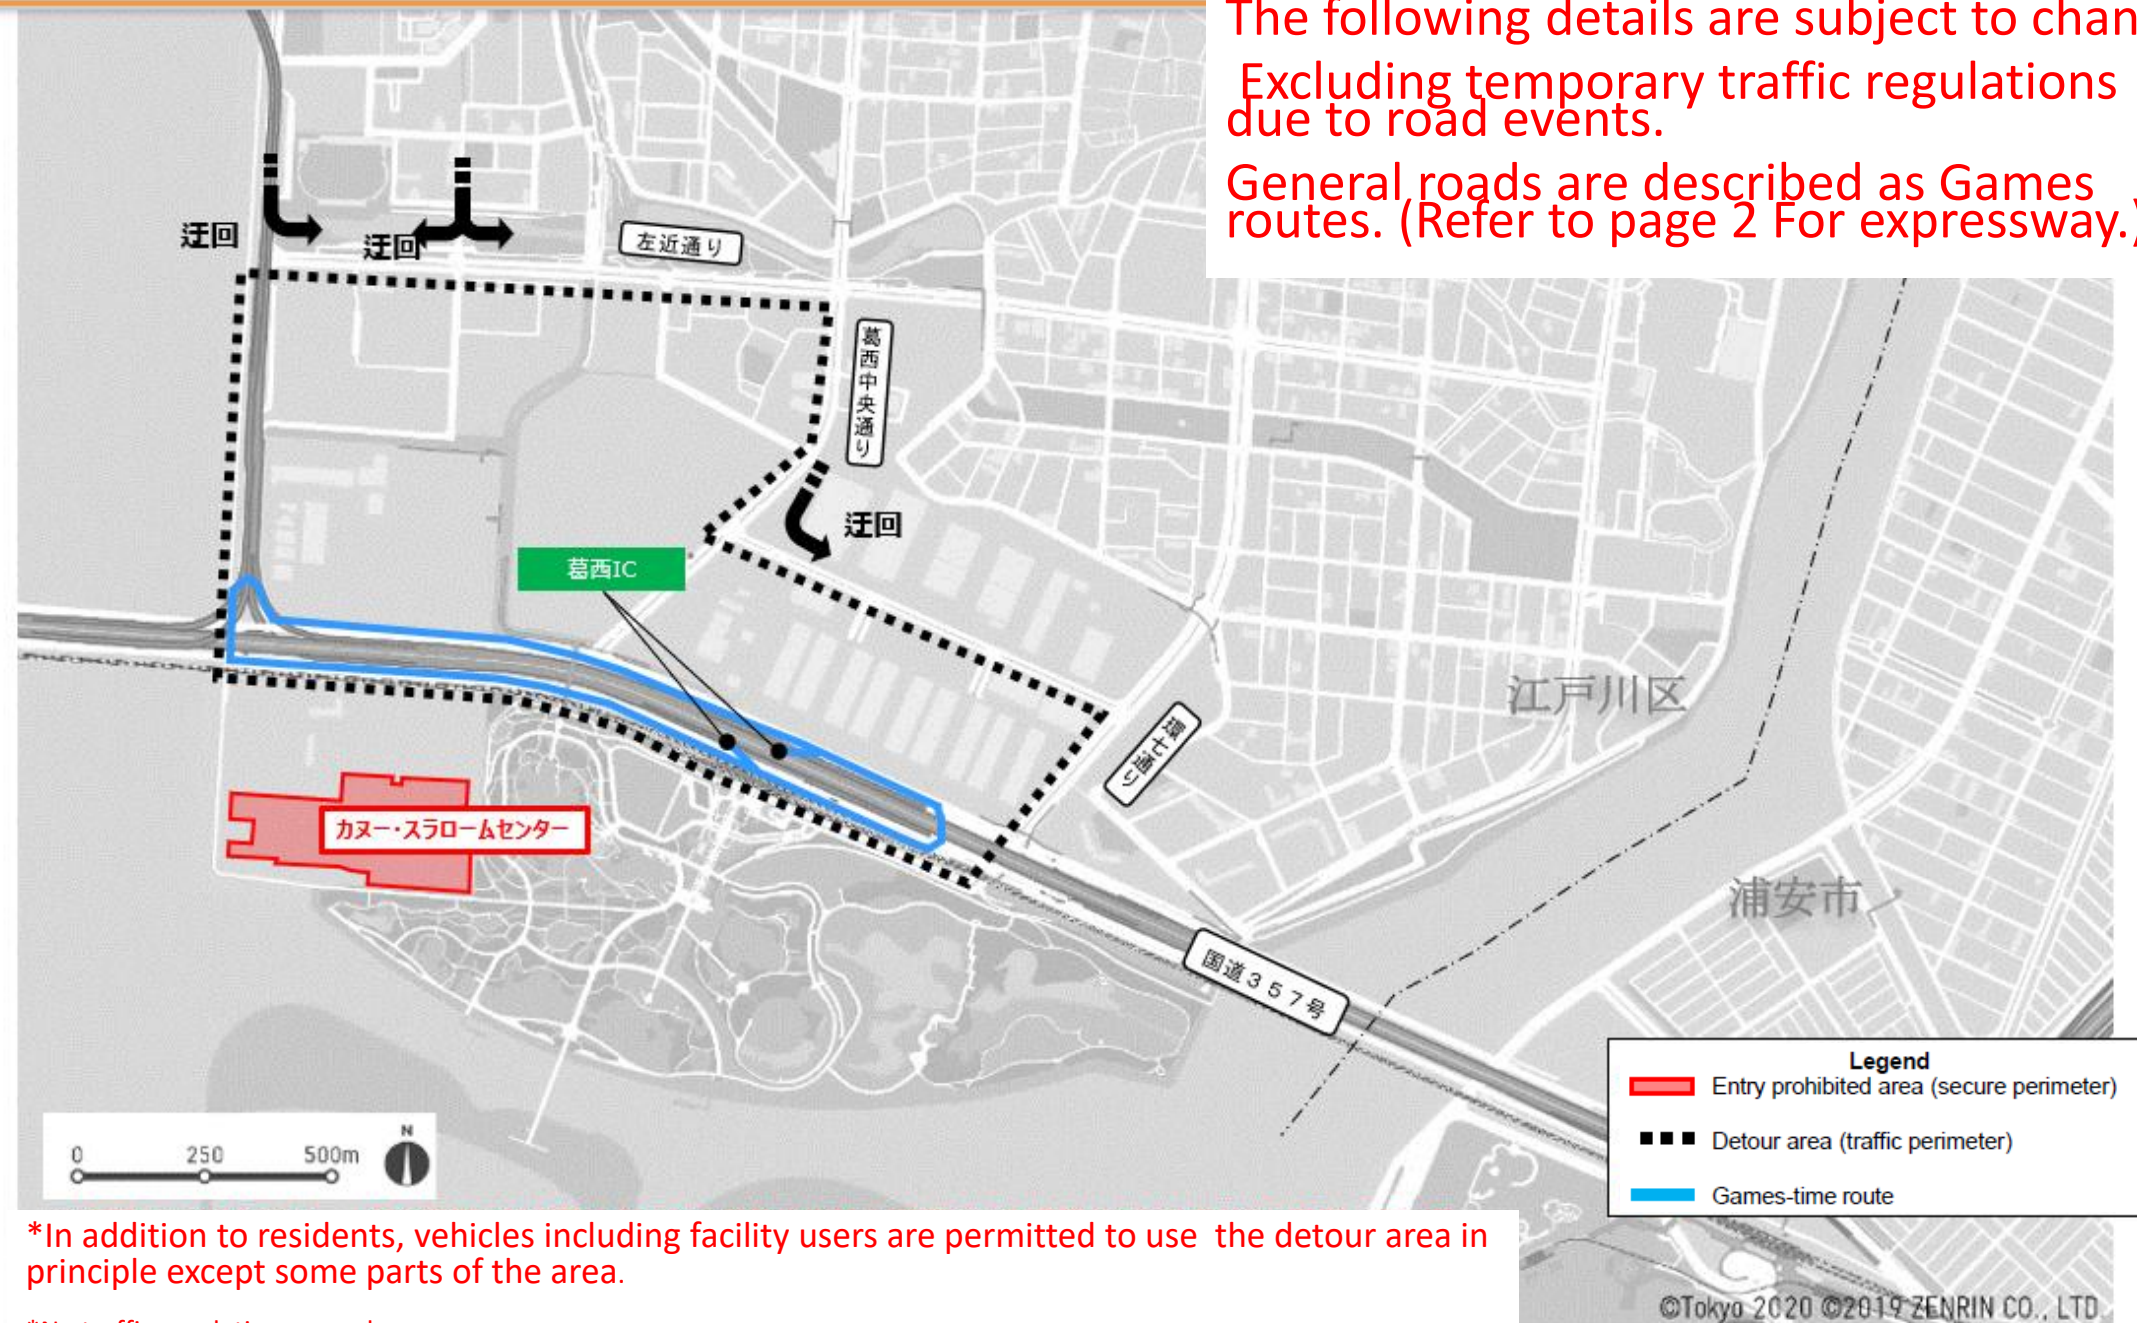 The following details are subject to chan
Excluding temporary traffic regulations
due to road events.
General roads are described as Games
routes. (Refer to page 2 For expressway.)
迂回
迂回
左近通り
葛西中央通り
迂回
葛西IC
江戸川区
環七通り
カヌー・スラロームセンター
浦安市
国道357号
Legend
Entry prohibited area (secure perimeter)
Detour area (traffic perimeter)
Games-time route
0 250 500m
N
*In addition to residents, vehicles including facility users are permitted to use the detour area in
principle except some parts of the area.
©Tokyo 2020 ©2019 ZENRIN CO., LTD.